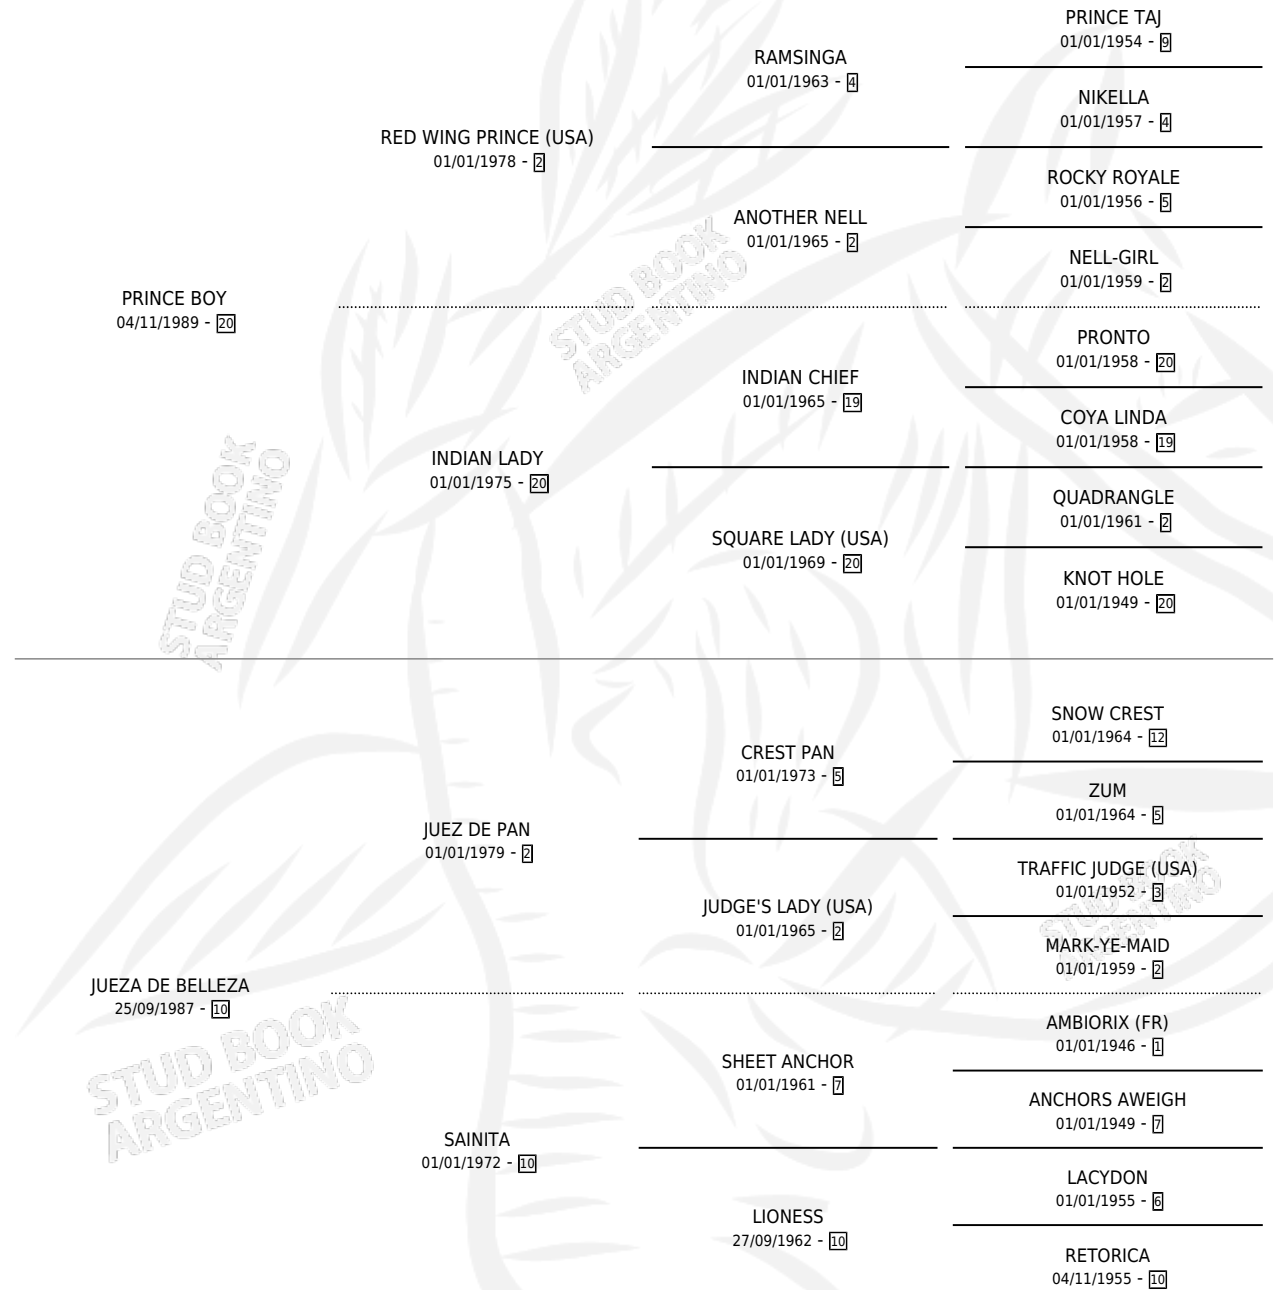 PRINCE TAJ
01/01/1954 - 9
RAMSINGA
01/01/1963 - 4
NIKELLA
01/01/1957 - 4
RED WING PRINCE (USA)
01/01/1978 - 2
ROCKY ROYALE
01/01/1956 - 5
ANOTHER NELL
01/01/1965 - 2
NELL-GIRL
01/01/1959 - 2
PRINCE BOY
04/11/1989 - 20
PRONTO
01/01/1958 - 20
INDIAN CHIEF
01/01/1965 - 19
COYA LINDA
01/01/1958 - 19
INDIAN LADY
01/01/1975 - 20
QUADRANGLE
01/01/1961 - 2
SQUARE LADY (USA)
01/01/1969 - 20
KNOT HOLE
01/01/1949 - 20
SNOW CREST
01/01/1964 - 12
CREST PAN
01/01/1973 - 5
ZUM
01/01/1964 - 5
JUEZ DE PAN
01/01/1979 - 2
TRAFFIC JUDGE (USA)
01/01/1952 - 3
JUDGE'S LADY (USA)
01/01/1965 - 2
MARK-YE-MAID
01/01/1959 - 2
JUEZA DE BELLEZA
25/09/1987 - 10
AMBIORIX (FR)
01/01/1946 - 1
SHEET ANCHOR
01/01/1961 - 7
ANCHORS AWEIGH
01/01/1949 - 7
SAINITA
01/01/1972 - 10
LACYDON
01/01/1955 - 6
LIONESS
27/09/1962 - 10
RETORICA
04/11/1955 - 10
STUD BOOK
ARGENTINO
STUD BOOK
ARGENTINO
STUD BOOK
ARGENTINO
STUD BOOK
ARGENTINO